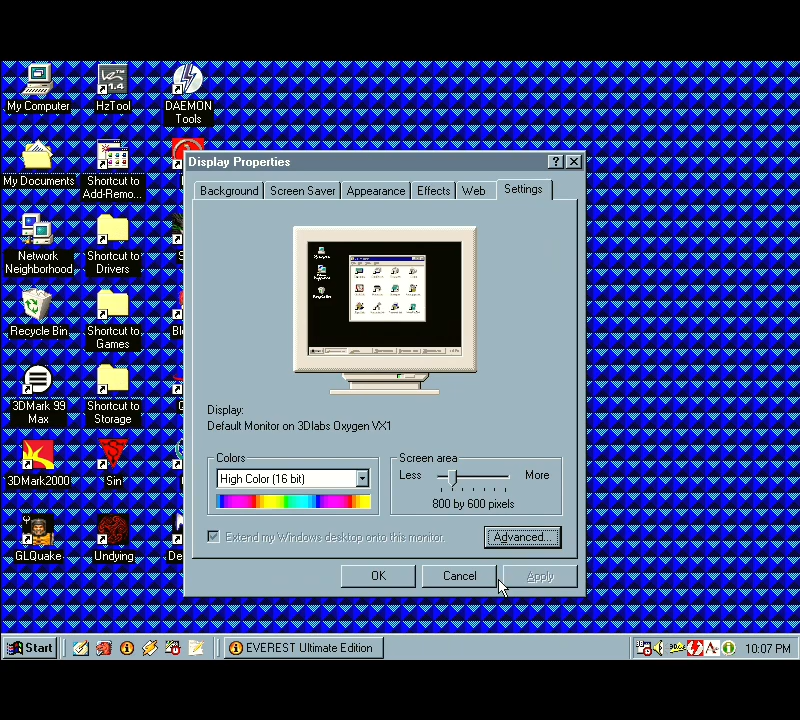 My Computer
HzTool
DAEMON
Tools
My Documents
Shortcut to
Add-Remo...
Network
Neighborhood
Shortcut to
Drivers
Recycle Bin
Shortcut to
Games
3DMark 99
Max
Shortcut to
Storage
3DMark2000
Sin
GLQuake
Undying
Display Properties
Background
Screen Saver
Appearance
Effects
Web
Settings
Display:
Default Monitor on 3Dlabs Oxygen VX1
Colors
High Color (16 bit)
Screen area
Less
More
800 by 600 pixels
Extend my Windows desktop onto this monitor.
Advanced...
OK
Cancel
Apply
Start
EVEREST Ultimate Edition
10:07 PM